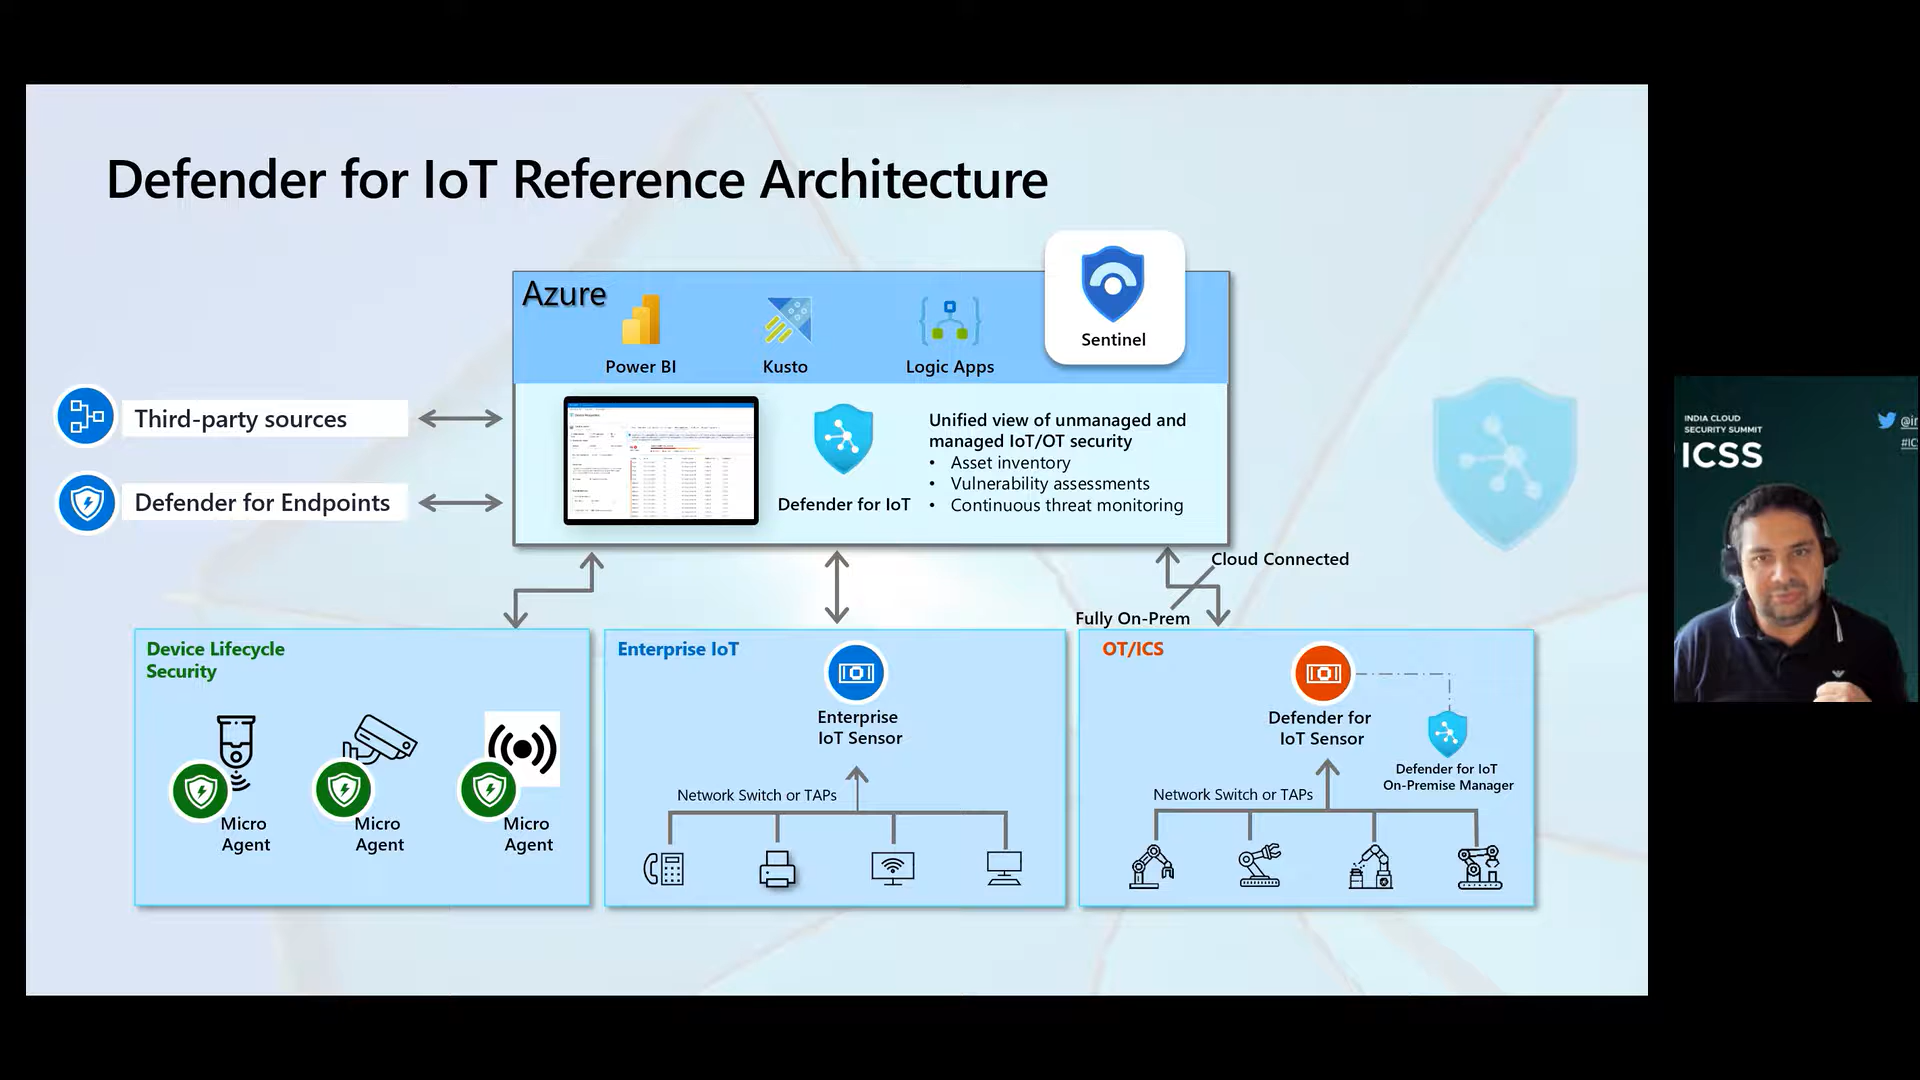 Defender for IoT Reference Architecture
Azure
Power BI
Kusto
Logic Apps
Sentinel
Third-party sources
Defender for Endpoints
Defender for IoT
Unified view of unmanaged and
managed IoT/OT security
• Asset inventory
• Vulnerability assessments
• Continuous threat monitoring
Cloud Connected
Fully On-Prem
Device Lifecycle
Security
Micro
Agent
Micro
Agent
Micro
Agent
Enterprise IoT
Enterprise
IoT Sensor
Network Switch or TAPs
OT/ICS
Defender for
IoT Sensor
Defender for IoT
On-Premise Manager
Network Switch or TAPs
INDIA CLOUD
SECURITY SUMMIT
ICSS